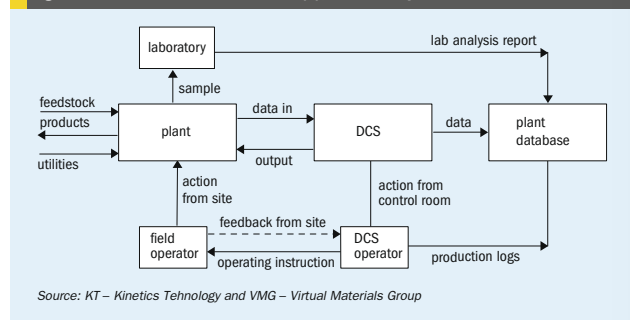 laboratory
lab analysis report
sample
feedstock
products
utilities
plant
data in
output
DCS
data
plant
database
action
from site
action from
control room
feedback from site
field
operator
operating instruction
DCS
operator
production logs
Source: KT – Kinetics Tehnology and VMG – Virtual Materials Group